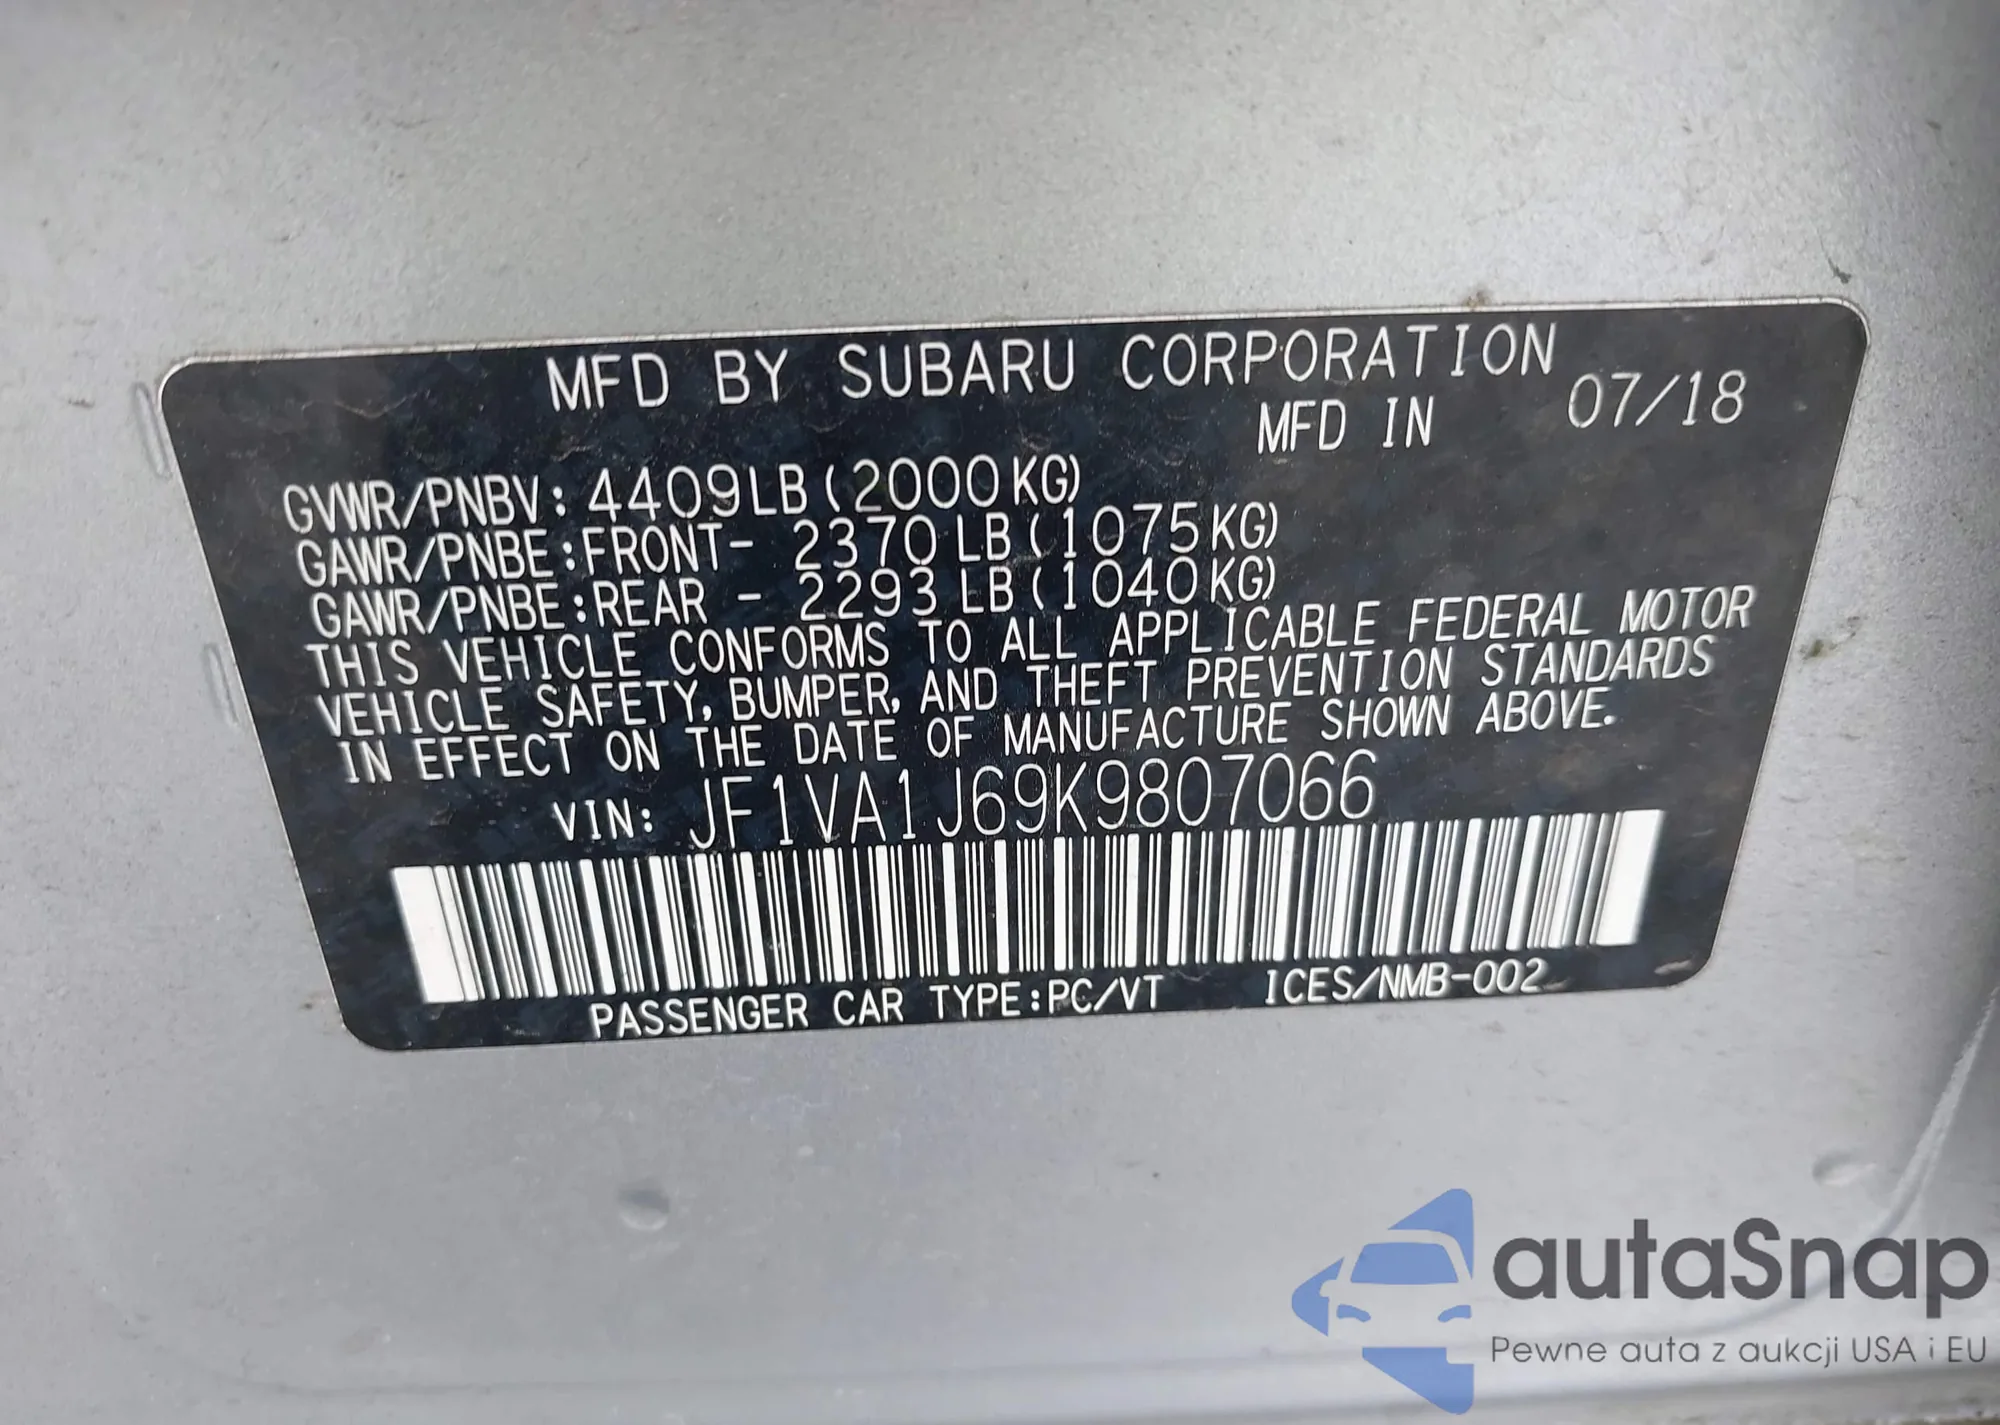 MFD BY SUBARU CORPORATION
MFD IN 07/18
GVWR/PNBV: 4409LB(2000KG)
GAWR/PNBE:FRONT- 2370LB(1075KG)
GAWR/PNBE:REAR - 2293LB(1040KG)
THIS VEHICLE CONFORMS TO ALL APPLICABLE FEDERAL MOTOR
VEHICLE SAFETY, BUMPER, AND THEFT PREVENTION STANDARDS
IN EFFECT ON THE DATE OF MANUFACTURE SHOWN ABOVE.
VIN: JF1VA1J69K9807066
PASSENGER CAR TYPE:PC/VT ICES/NMB-002
autaSnap
Pewne auta z aukcji USA i EU